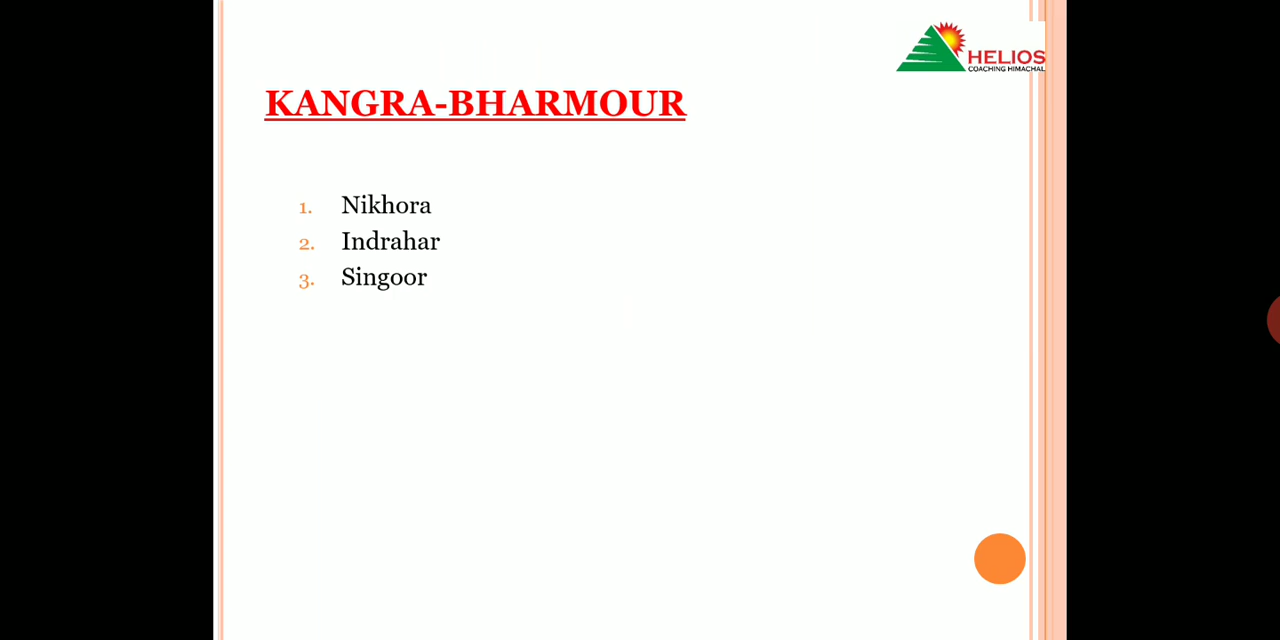 HELIOS
COACHING HIMACHAL
KANGRA-BHARMOUR
1. Nikhora
2. Indrahar
3. Singoor